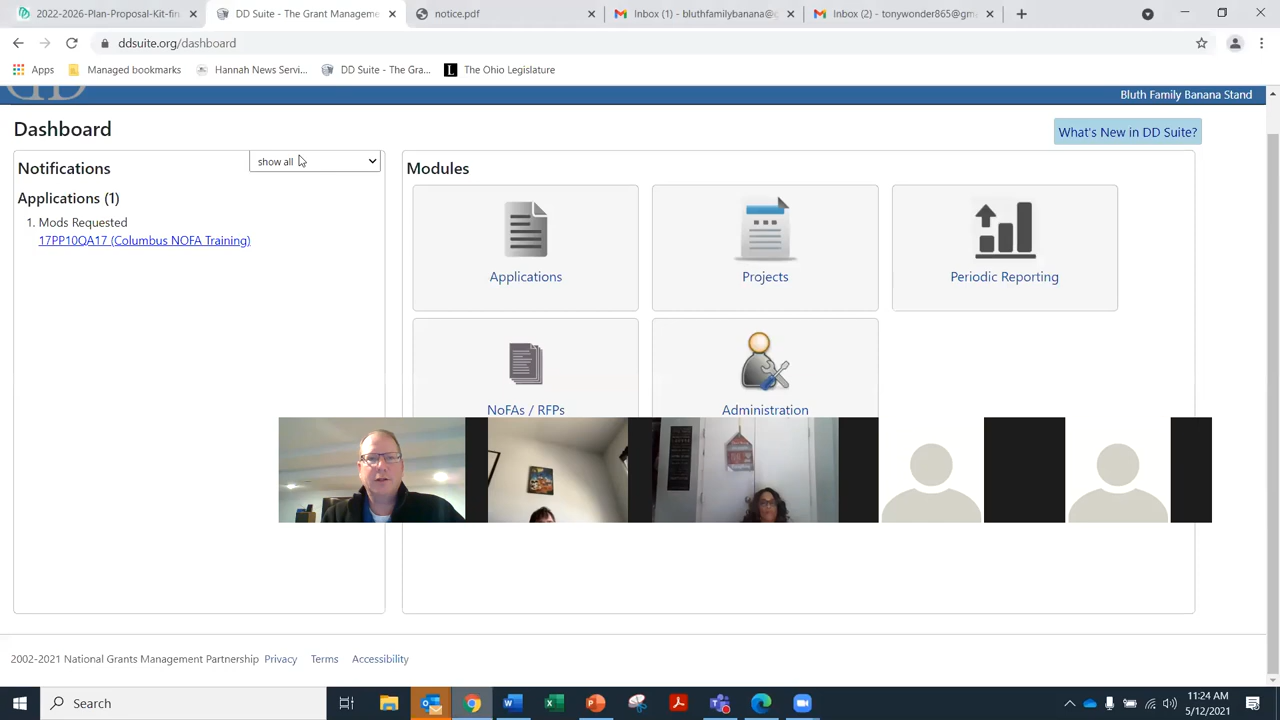 2022-2026-Plan-Proposal-Kit-fin
DD Suite - The Grant Manageme
notice.pdf
Inbox (1) - bluthfamilybanana@g
Inbox (2) - tonywonder865@gm
ddsuite.org/dashboard
Apps
Managed bookmarks
Hannah News Servi...
DD Suite - The Gra...
The Ohio Legislature
Bluth Family Banana Stand
Dashboard
What's New in DD Suite?
Notifications
show all
Applications (1)
1. Mods Requested
17PP10QA17 (Columbus NOFA Training)
Modules
Applications
Projects
Periodic Reporting
NoFAs / RFPs
Administration
2002-2021 National Grants Management Partnership Privacy Terms Accessibility
Search
11:24 AM
5/12/2021